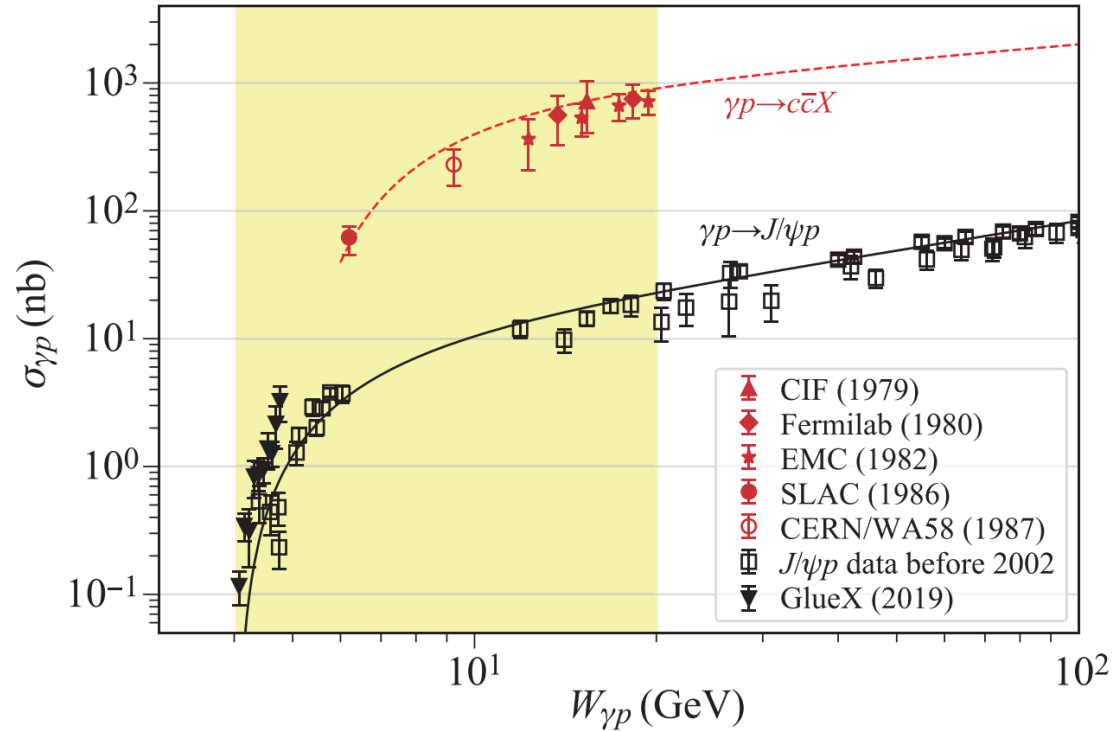 10³
10²
10¹
10⁰
10⁻¹
σγp (nb)
γp→cc̄X
γp→J/ψp
CIF (1979)
Fermilab (1980)
EMC (1982)
SLAC (1986)
CERN/WA58 (1987)
J/ψp data before 2002
GlueX (2019)
10¹
10²
Wγp (GeV)